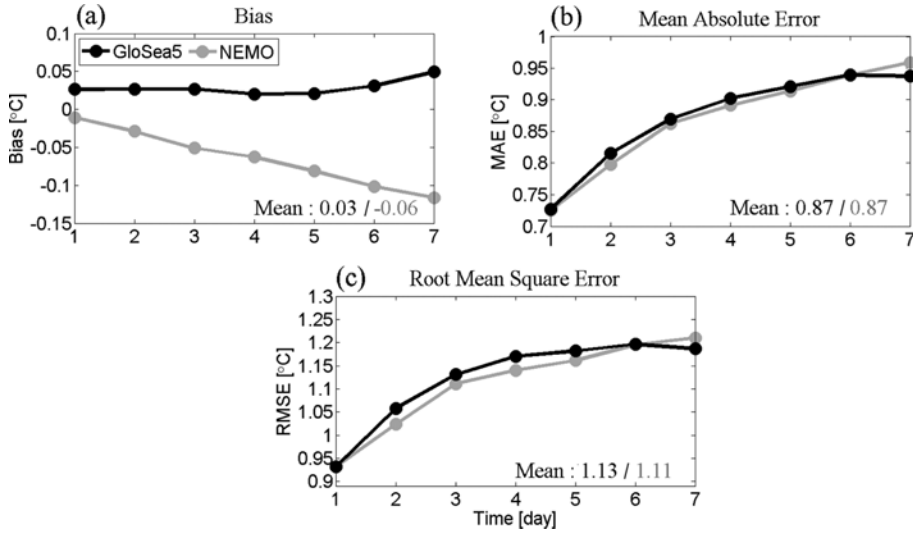 (a)
Bias
0.1
0.05
0
-0.05
-0.1
-0.15
Bias [°C]
GloSea5
NEMO
Mean : 0.03 / -0.06
1 2 3 4 5 6 7
(b)
Mean Absolute Error
1
0.95
0.9
0.85
0.8
0.75
0.7
MAE [°C]
Mean : 0.87 / 0.87
1 2 3 4 5 6 7
(c)
Root Mean Square Error
1.3
1.25
1.2
1.15
1.1
1.05
1
0.95
0.9
RMSE [°C]
Mean : 1.13 / 1.11
1 2 3 4 5 6 7
Time [day]